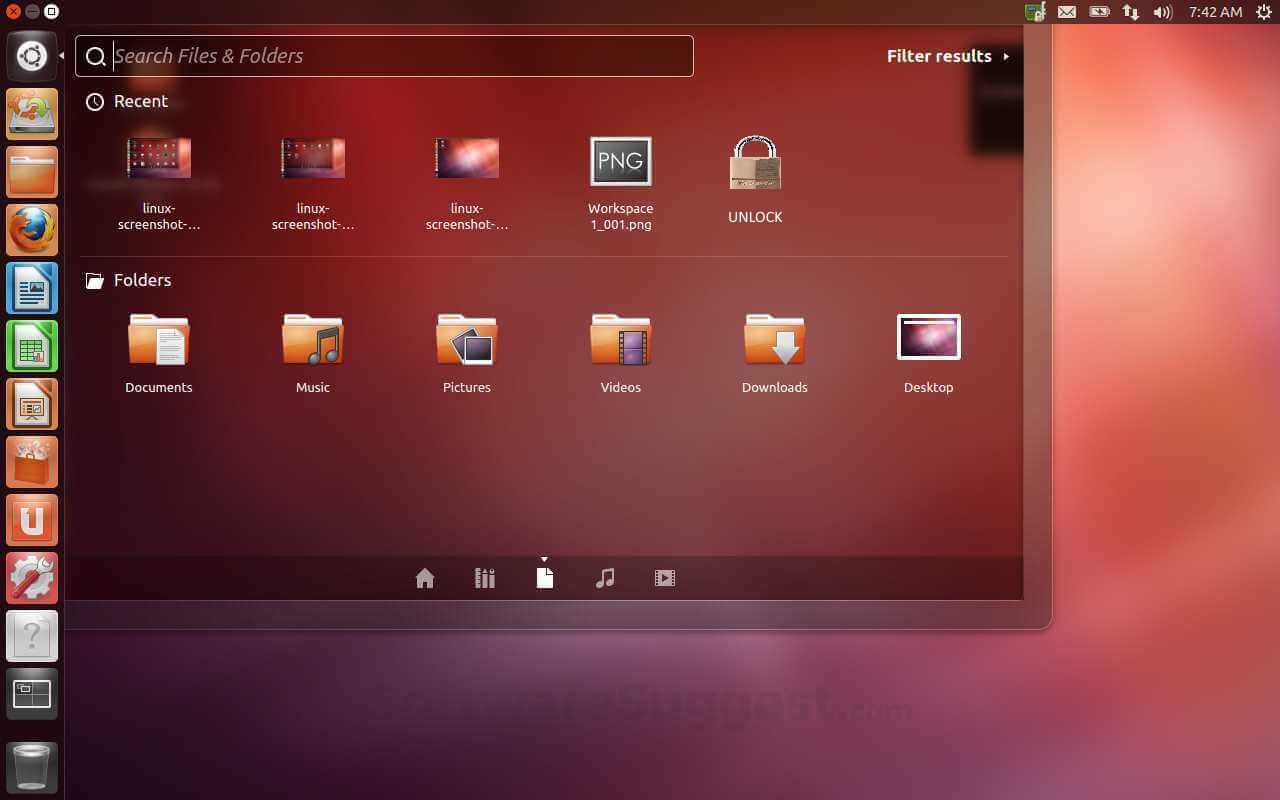 7:42 AM
Search Files & Folders
Filter results
Recent
linux-
screenshot-...
linux-
screenshot-...
linux-
screenshot-...
PNG
Workspace
1_001.png
UNLOCK
Folders
Documents
Music
Pictures
Videos
Downloads
Desktop
SoftwareSuggest.com